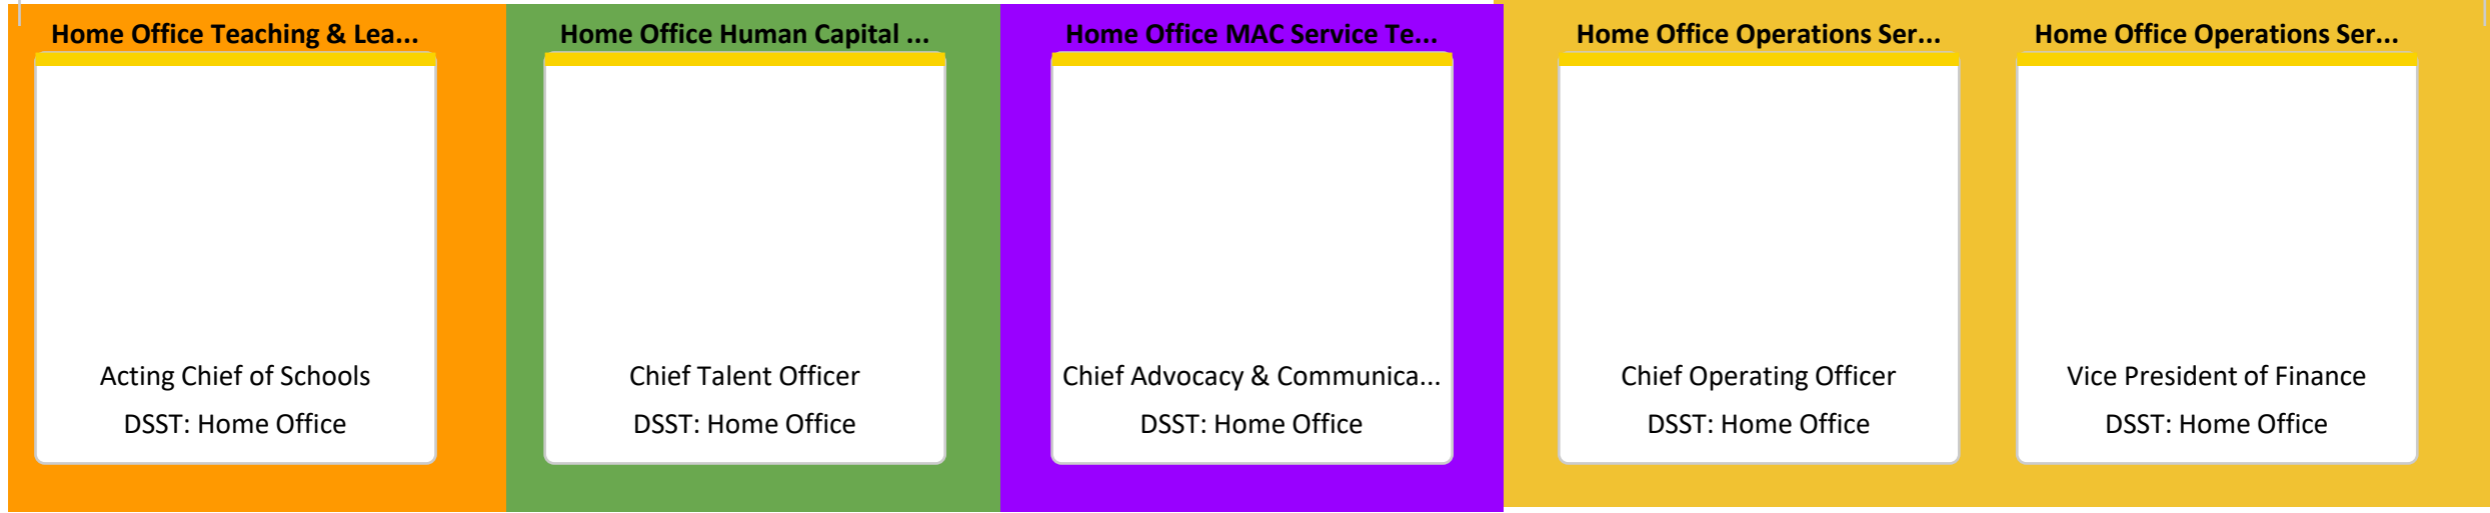 Home Office Teaching & Lea...
Acting Chief of Schools
DSST: Home Office
Home Office Human Capital ...
Chief Talent Officer
DSST: Home Office
Home Office MAC Service Te...
Chief Advocacy & Communica...
DSST: Home Office
Home Office Operations Ser...
Chief Operating Officer
DSST: Home Office
Home Office Operations Ser...
Vice President of Finance
DSST: Home Office